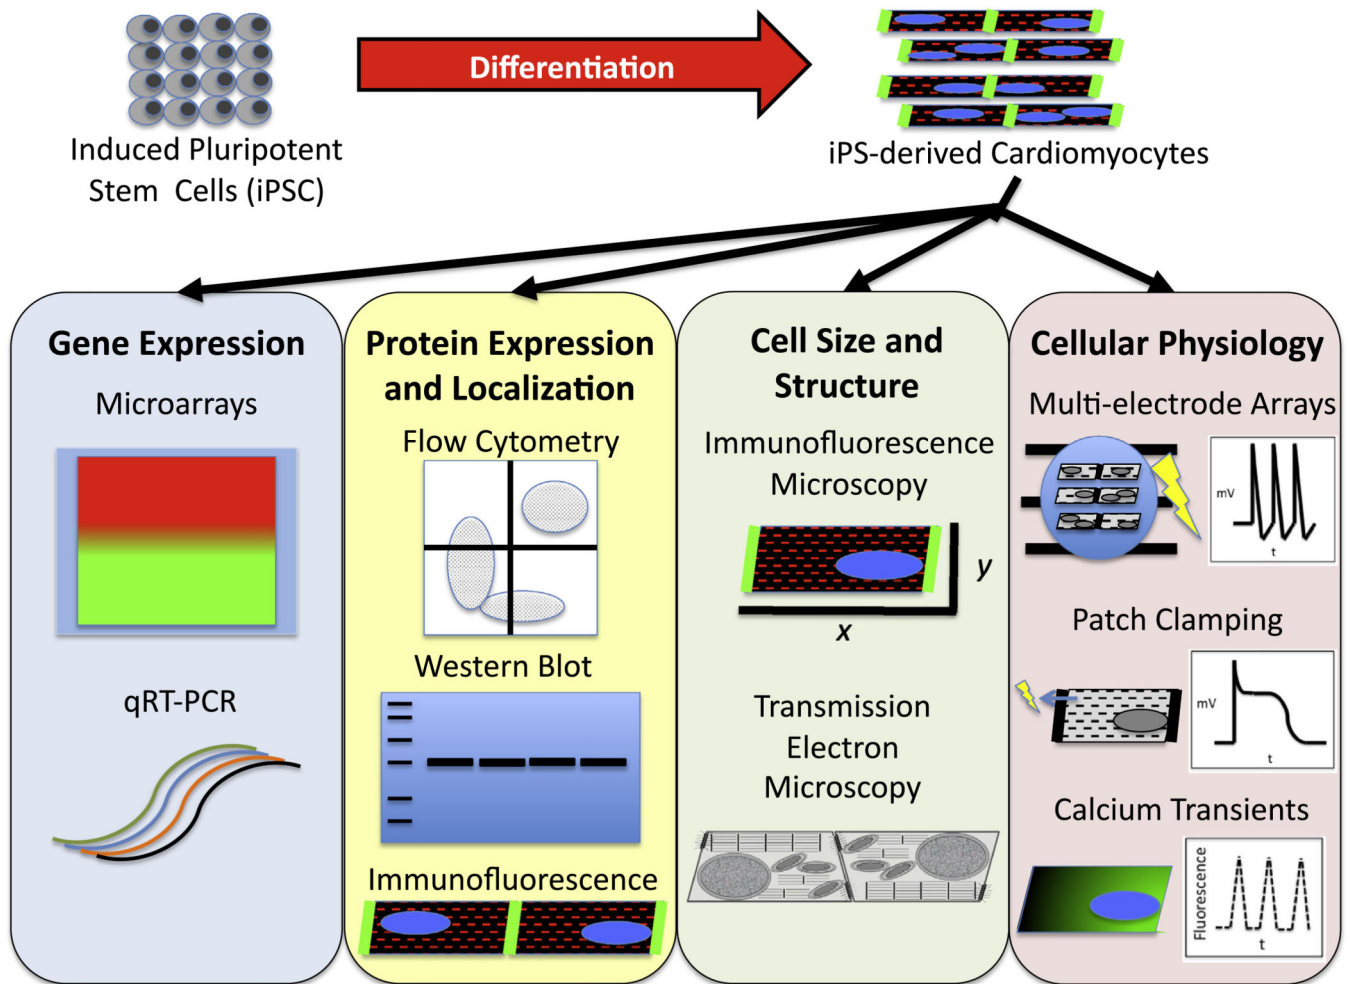 Differentiation
Induced Pluripotent
Stem Cells (iPSC)
iPS-derived Cardiomyocytes
Gene Expression
Microarrays
qRT-PCR
Protein Expression
and Localization
Flow Cytometry
Western Blot
Immunofluorescence
Cell Size and
Structure
Immunofluorescence
Microscopy
y
x
Transmission
Electron
Microscopy
Cellular Physiology
Multi-electrode Arrays
mV
t
Patch Clamping
mV
t
Calcium Transients
Fluorescence
t